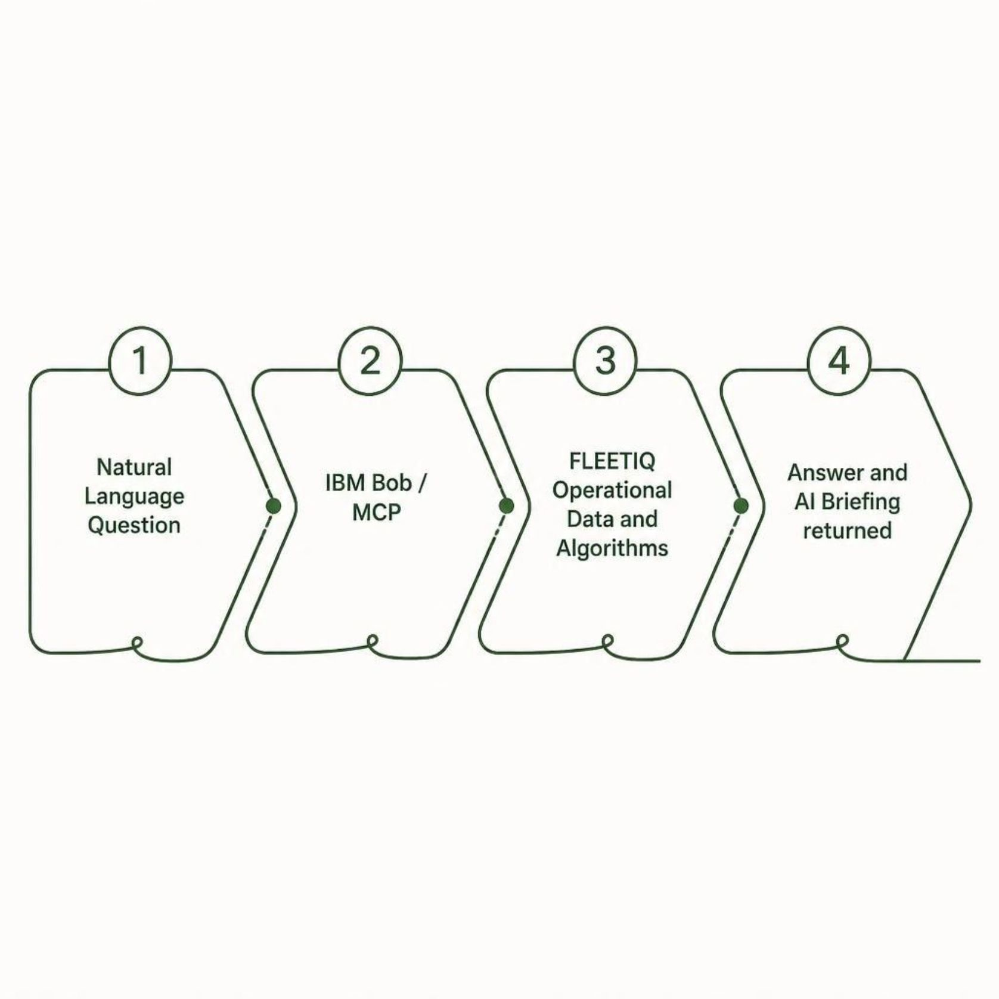 1
Natural
Language
Question
2
IBM Bob /
MCP
3
FLEETIQ
Operational
Data and
Algorithms
4
Answer and
AI Briefing
returned